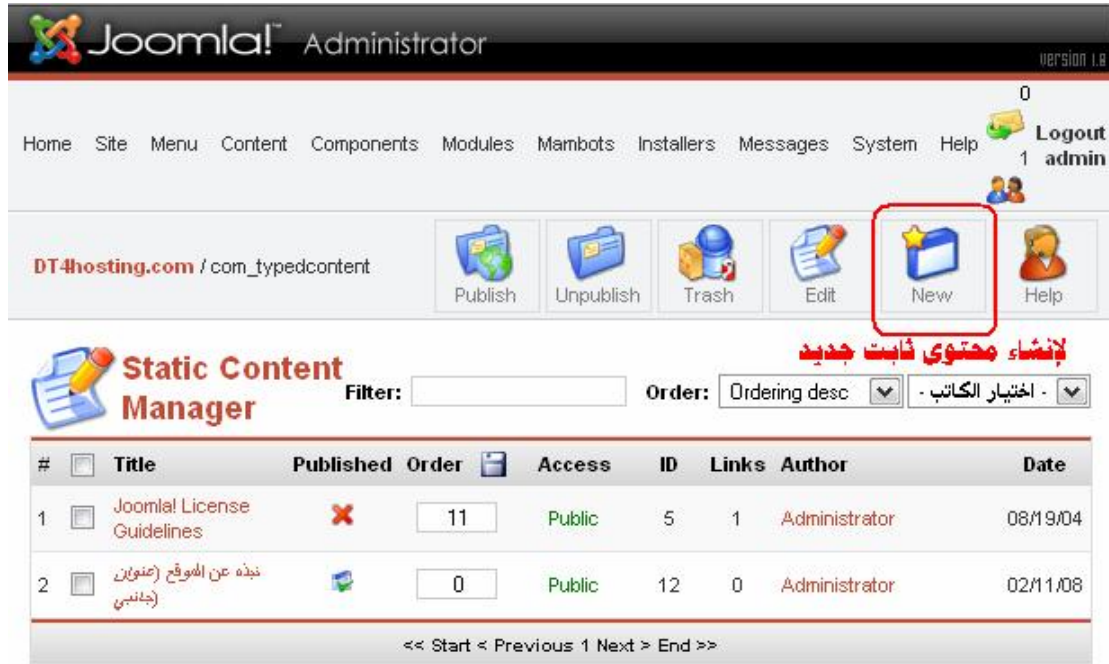 Joomla! Administrator
version 1.0
0
Home Site Menu Content Components Modules Mambots Installers Messages System Help Logout
1 admin
DT4hosting.com / com_typedcontent
Publish Unpublish Trash Edit New Help
لإنشاء محتوى ثابت جديد
Static Content Manager
Filter: Order: Ordering desc - اختيار الكاتب -
# Title Published Order Access ID Links Author Date
1 Joomla! License Guidelines 11 Public 5 1 Administrator 08/19/04
2 نبذه عن الموقع (عنوان جانبي) 0 Public 12 0 Administrator 02/11/08
<< Start < Previous 1 Next > End >>